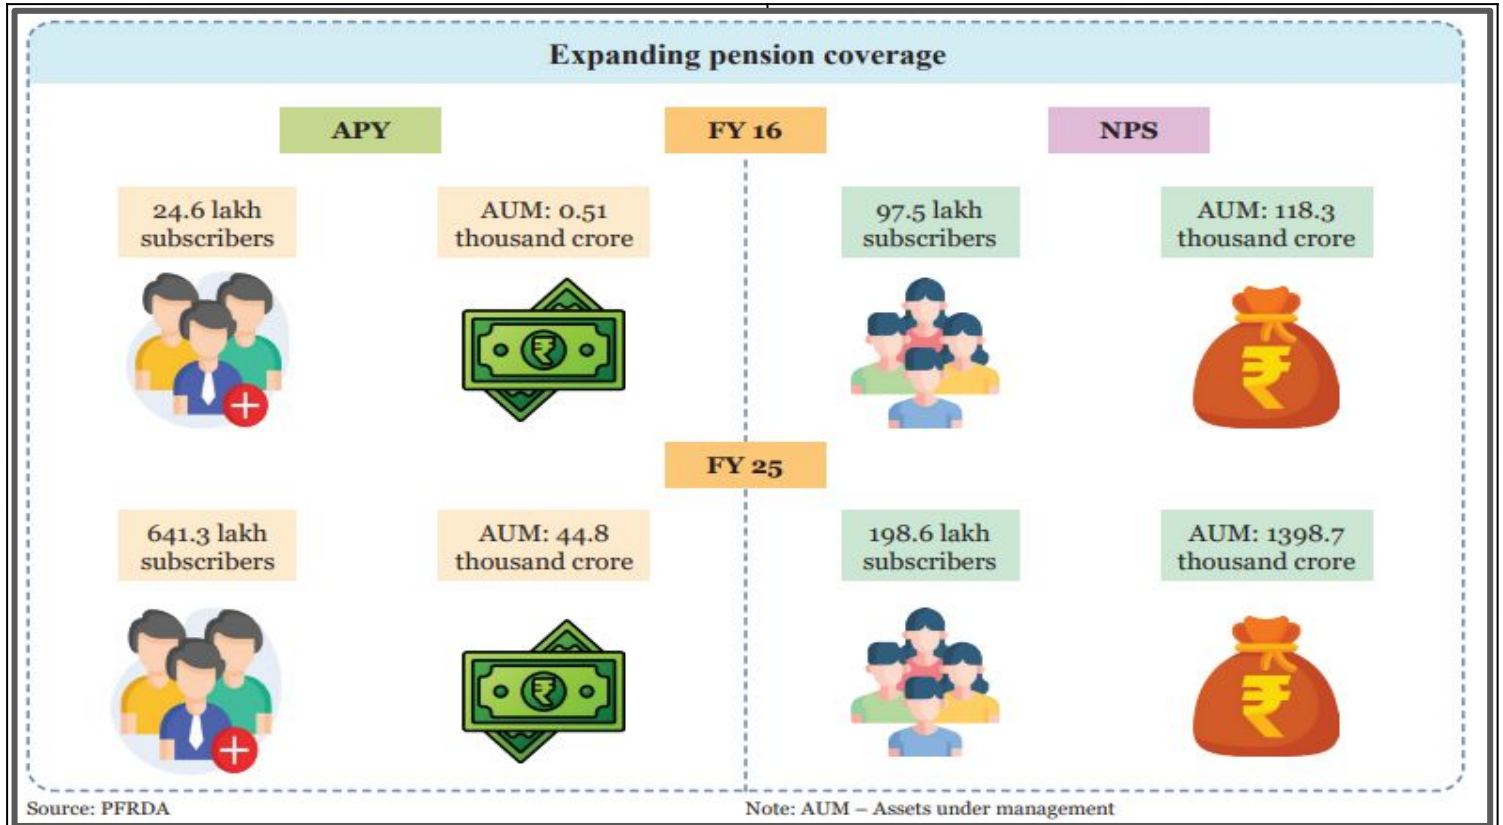 Expanding pension coverage
APY
FY 16
NPS
24.6 lakh
subscribers
AUM: 0.51
thousand crore
97.5 lakh
subscribers
AUM: 118.3
thousand crore
FY 25
641.3 lakh
subscribers
AUM: 44.8
thousand crore
198.6 lakh
subscribers
AUM: 1398.7
thousand crore
Source: PFRDA
Note: AUM – Assets under management